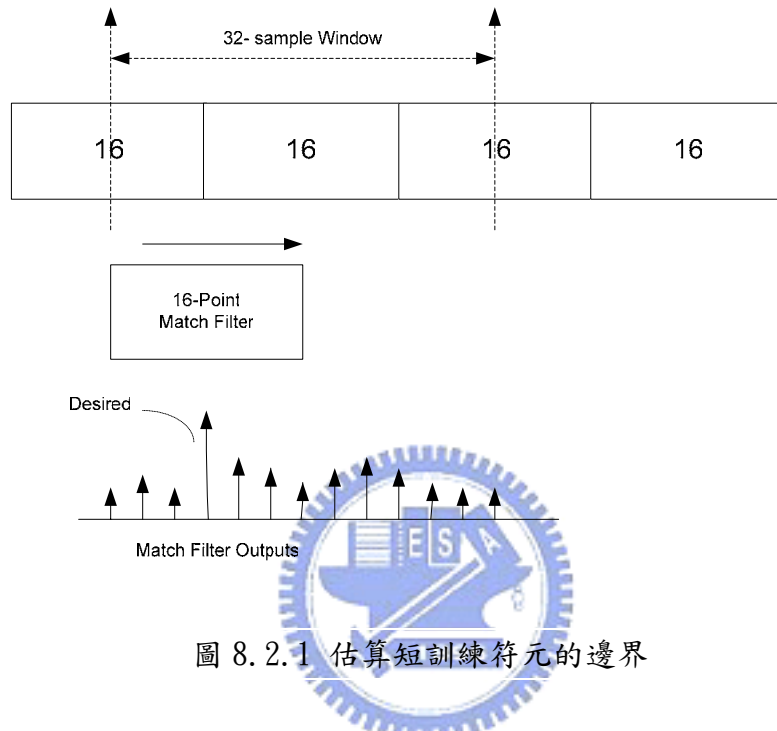 32- sample Window
16 16 16 16
16-Point
Match Filter
Desired
Match Filter Outputs
E S A
圖 8.2.1 估算短訓練符元的邊界